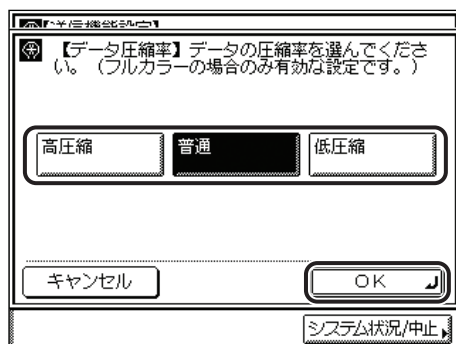 【データ圧縮率】データの圧縮率を選んでくださ
い。（フルカラーの場合のみ有効な設定です。）
高圧縮
普通
低圧縮
キャンセル
OK
システム状況/中止